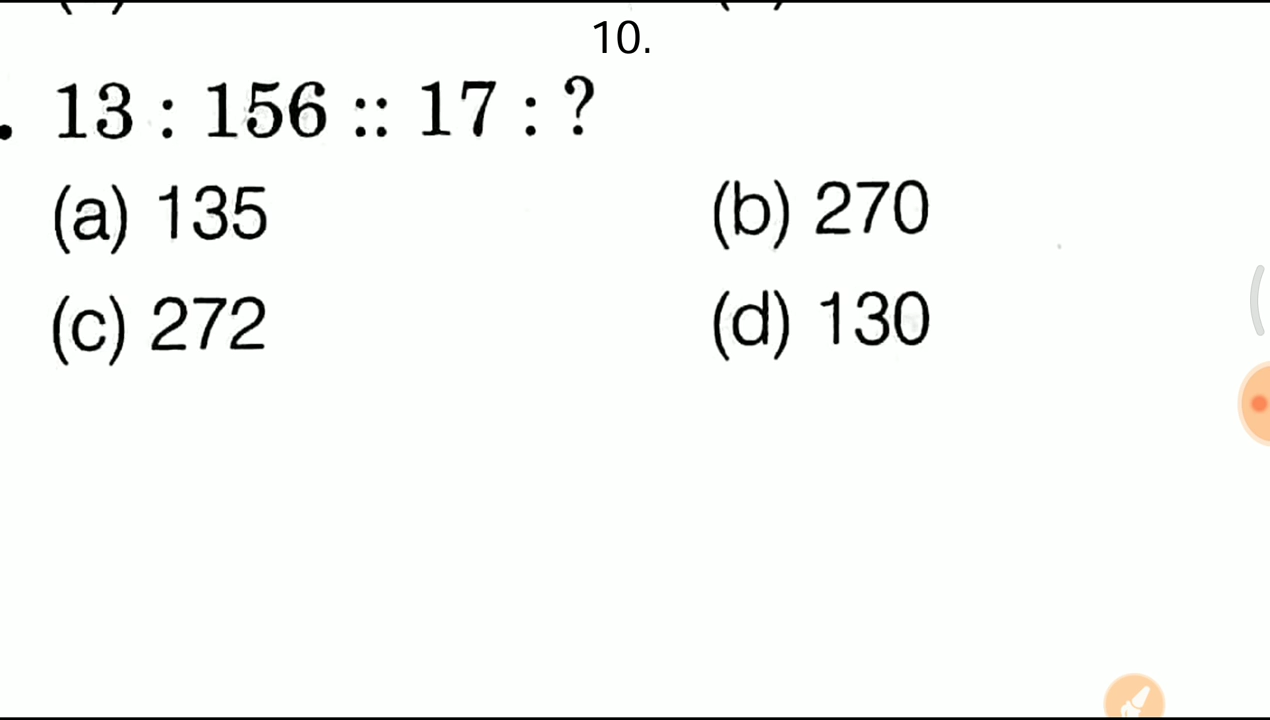 10.
. 13 : 156 :: 17 : ?
(a) 135 (b) 270
(c) 272 (d) 130